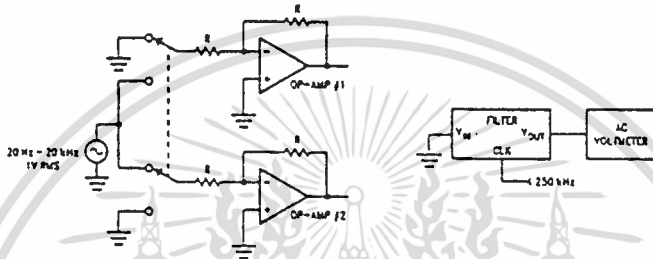 R
R
OP-AMP #1
20 Hz - 20 kHz
1V RMS
R
R
OP-AMP #2
FILTER
VIN
VOUT
CLK
250 kHz
AC
VOLTMETER